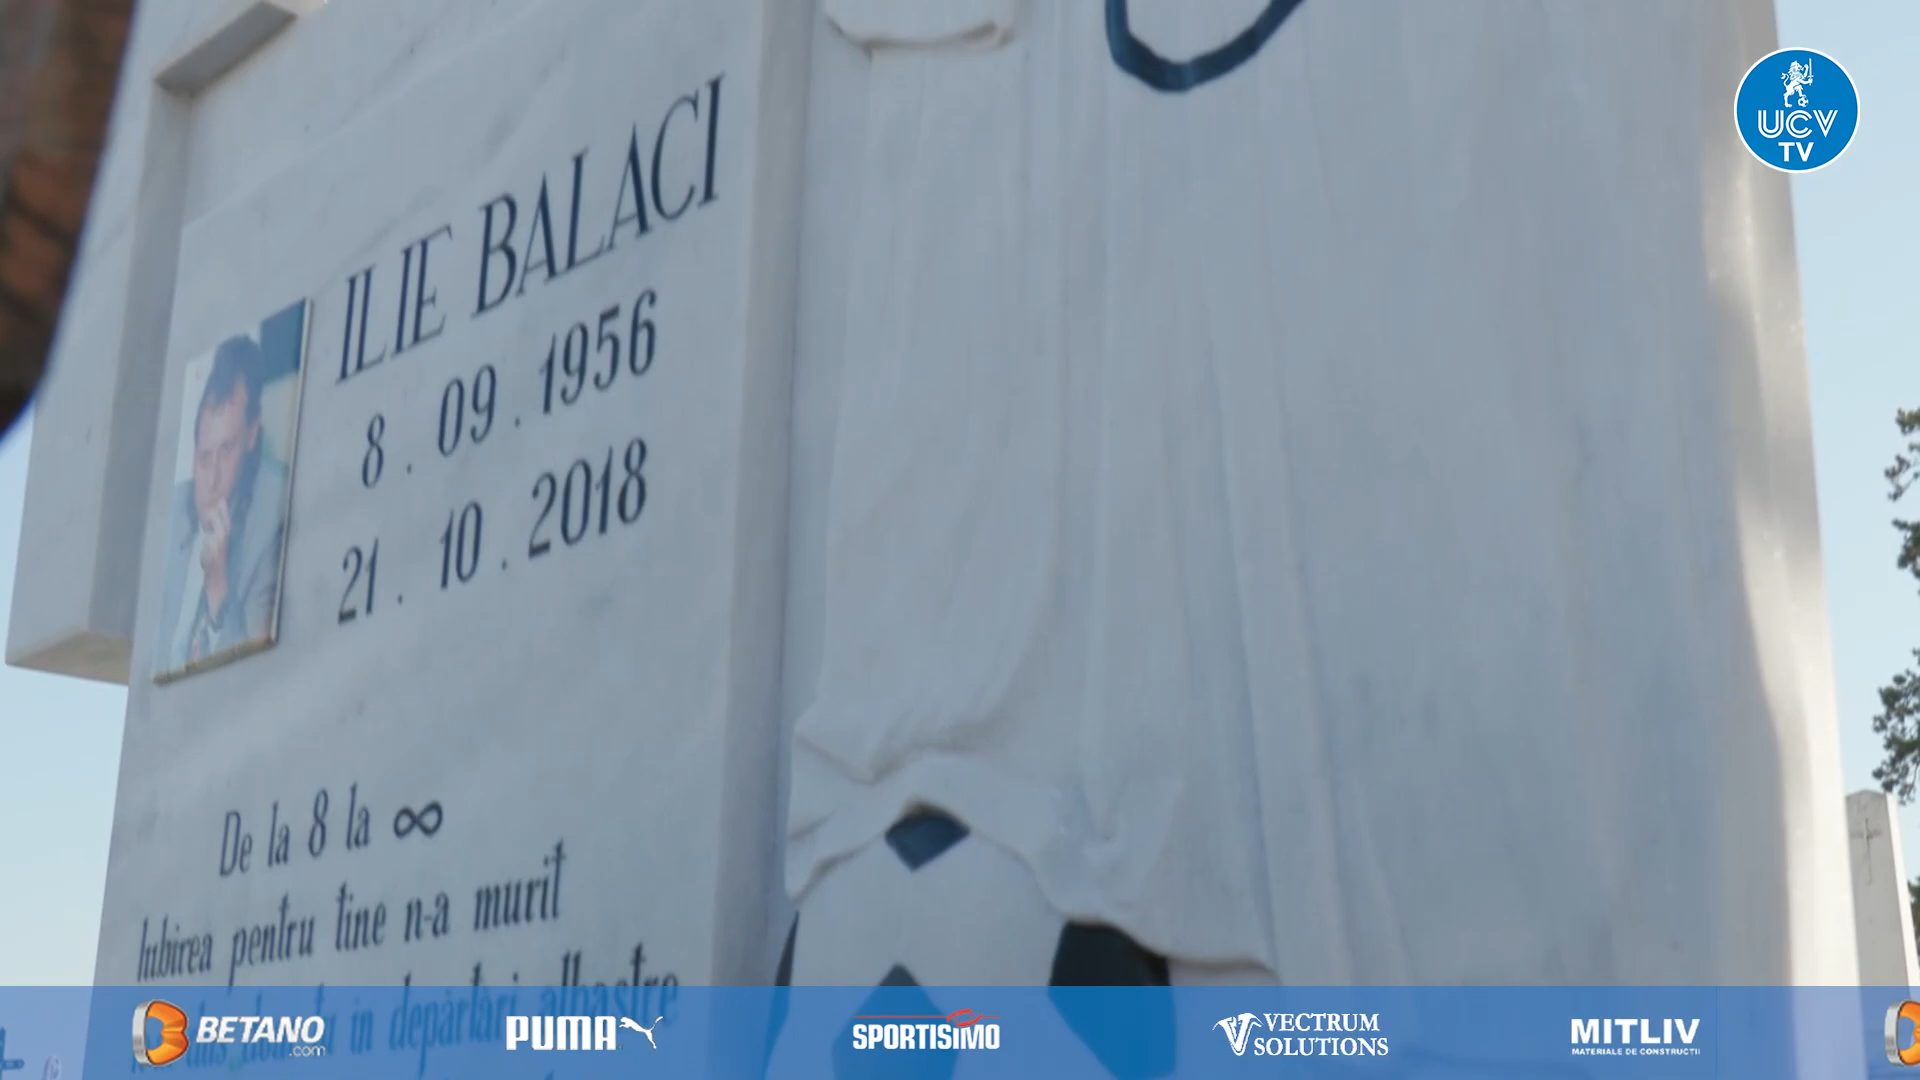 UCV
TV
ILIE BALACI
8 . 09 . 1956
21 . 10 . 2018
De la 8 la ∞
Iubirea pentru tine n-a murit
in depărtări albastre
BETANO
.com
PUMA
SPORTISIMO
VECTRUM
SOLUTIONS
MITLIV
MATERIALE DE CONSTRUCTII